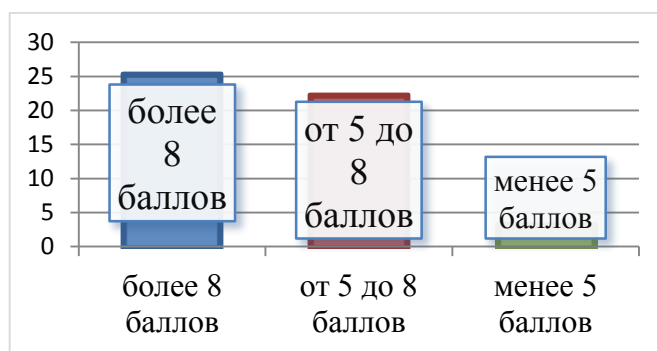 30
25
20
15
10
5
0
более
8
баллов
от 5 до
8
баллов
менее 5
баллов
более 8
баллов
от 5 до 8
баллов
менее 5
баллов